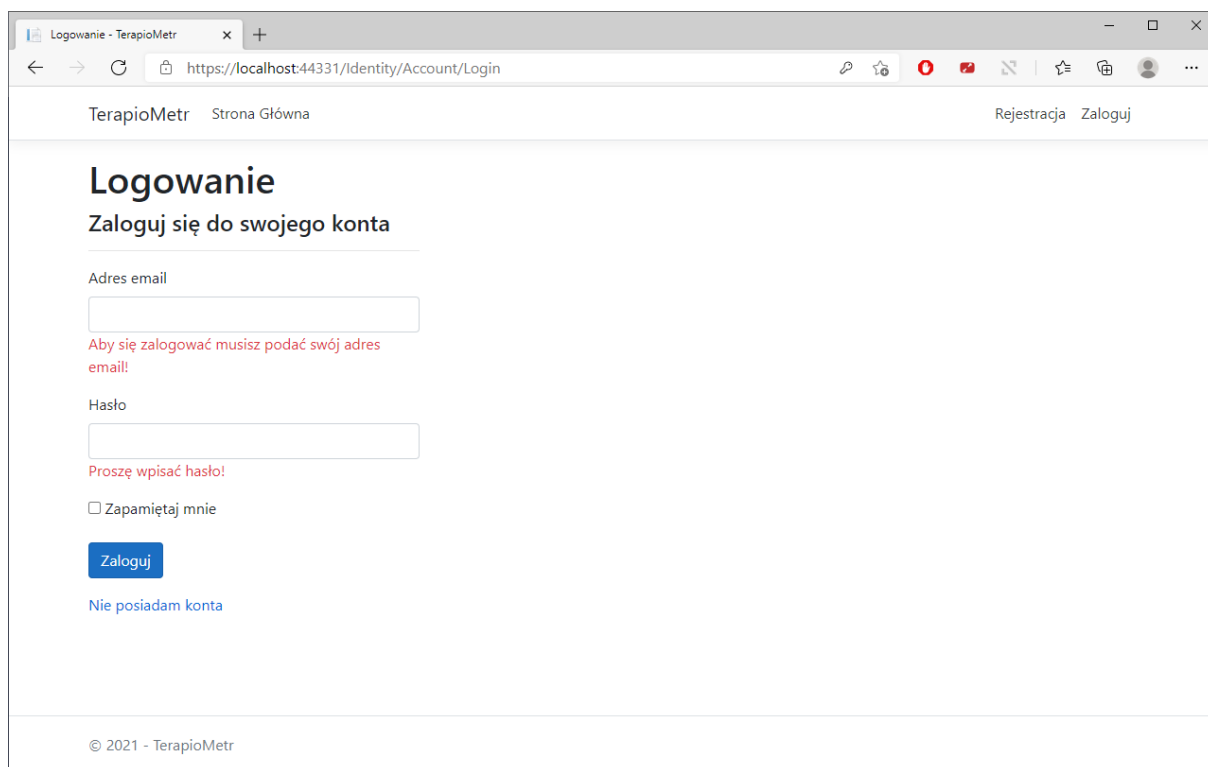 Logowanie - TerapioMetr
https://localhost:44331/Identity/Account/Login
TerapioMetr Strona Główna Rejestracja Zaloguj
Logowanie
Zaloguj się do swojego konta
Adres email
Aby się zalogować musisz podać swój adres
email!
Hasło
Proszę wpisać hasło!
Zapamiętaj mnie
Zaloguj
Nie posiadam konta
© 2021 - TerapioMetr